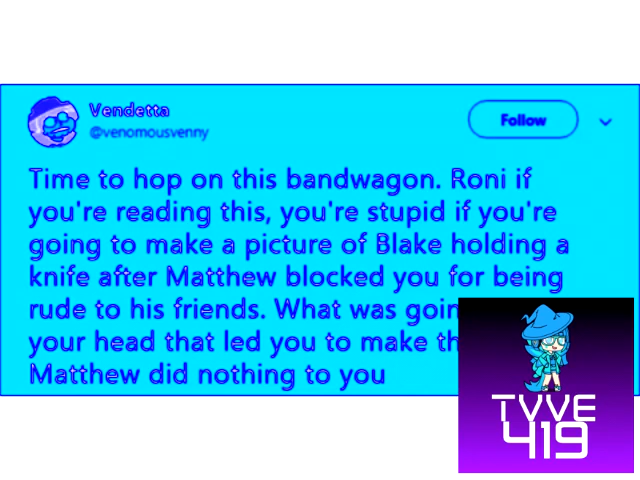 Vendetta
@venomousvenny
Follow
Time to hop on this bandwagon. Roni if
you're reading this, you're stupid if you're
going to make a picture of Blake holding a
knife after Matthew blocked you for being
rude to his friends. What was goin
your head that led you to make th
Matthew did nothing to you
TVVE
419